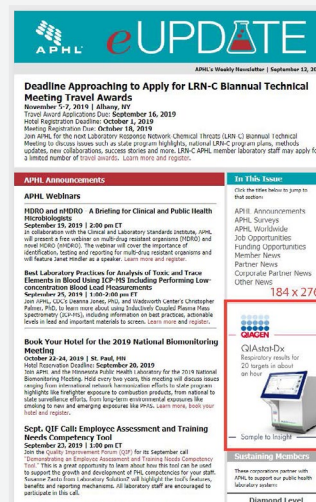 APHL
eUPDATE
APHL's Weekly Newsletter | September 12, 20
Deadline Approaching to Apply for LRN-C Biannual Technical
Meeting Travel Awards
November 5-7, 2019 | Albany, NY
Travel Award Applications Due: September 16, 2019
Hotel Registration Deadline: October 1, 2019
Meeting Registration Due: October 18, 2019
Join APHL for the next Laboratory Response Network Chemical Threats (LRN C) Biannual Technical
Meeting to discuss issues such as state program highlights, national LRN-C program plans, methods
updates, new collaborations, success stories and more. LRN-C APHL member laboratory staff may apply fo
a limited number of travel awards. Learn more and register.
APHL Announcements
APHL Webinars
MDRO and mMDRO - A Briefing for Clinical and Public Health
Microbiologists
September 19, 2019 | 2:00 pm ET
In collaboration with the Clinical and Laboratory Standards Institute, APHL
will present a free webinar on multi-drug resistant organisms (MDRO) and
novel MDRO (nMDRO). The webinar will cover the importance of
identification, testing and reporting for multi-drug resistant organisms and
will feature Janet Hindler as a speaker. Learn more and register.
Best Laboratory Practices for Analysis of Toxic and Trace
Elements in Blood Using ICP-MS Including Performing Low-
concentration Blood Lead Measurements
September 25, 2019 | 1:00-2:00 pm ET
Join APHL, CDC's Deanna Jones, PhD, and Wadsworth Center's Christopher
Palmer, PhD, to learn more about using Inductively Coupled Plasma Mass
Spectrometry (ICP-MS), including information on best practices, actionable
levels in lead and important materials to screen. Learn more and register.
Book Your Hotel for the 2019 National Biomonitoring
Meeting
October 22-24, 2019 | St. Paul, MN
Hotel Reservation Deadline: September 20, 2019
Join APHL and the Minnesota Public Health Laboratory for the 2019 National
Biomonitoring Meeting. Held every two years, this meeting will discuss issues
ranging from international network harmonization efforts to state program
highlights like firefighter exposure to combustion products, from national to
state surveillance efforts, from long-term environmental exposures like
smoking to new and emerging exposures like PFAS. Learn more, book your
hotel and register.
Sept. QIF Call: Employee Assessment and Training
Needs Competency Tool
September 23, 2019 | 1:00 pm ET
Join the Quality Improvement Forum (QIF) for its September call
"Demonstrating an Employee Assessment and Training Needs Competency
Tool." This is a great opportunity to learn about how this tool can be used
to support the growth and development of PHL competencies for your staff.
Susanne Zanto from Laboratory Solutionz will highlight the tool's features,
benefits and reporting mechanisms. All laboratory staff are encouraged to
participate in this call.
In This Issue
Click the titles below to jump to
that section:
APHL Announcements
APHL Surveys
APHL Worldwide
Job Opportunities
Funding Opportunities
Member News
Partner News
Corporate Partner News
Other News
184 x 270
QIAGEN
QIAstat-Dx
Respiratory results for
20 targets in about
an hour
Sample to Insight
Sustaining Members
These corporations partner with
APHL to support our public health
laboratory system:
Diamond Level